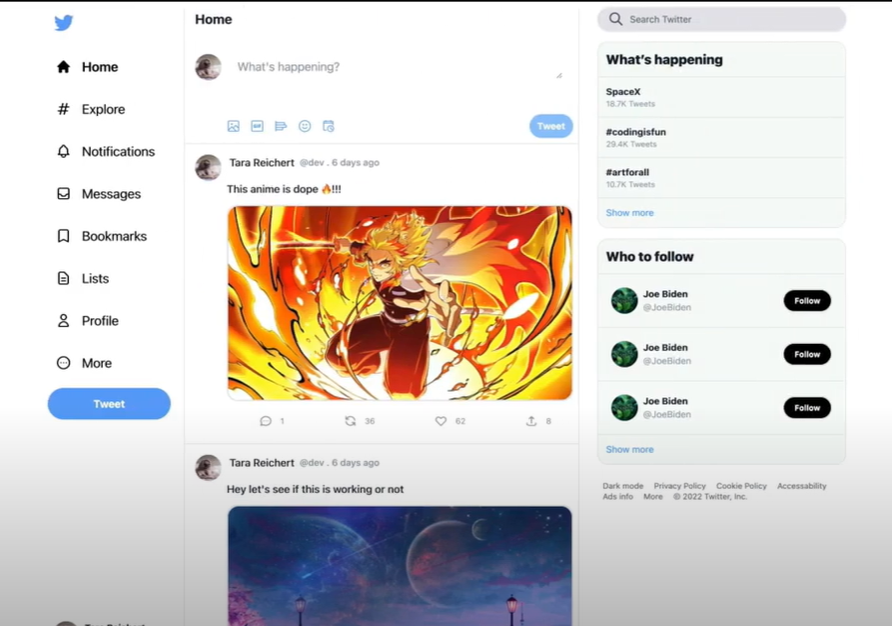 Home
Explore
Notifications
Messages
Bookmarks
Lists
Profile
More
Tweet
Home
What's happening?
GIF
Tweet
Tara Reichert @dev . 6 days ago
This anime is dope 🔥!!!
1 36 62 8
Tara Reichert @dev . 6 days ago
Hey let's see if this is working or not
Search Twitter
What's happening
SpaceX
18.7K Tweets
#codingisfun
29.4K Tweets
#artforall
10.7K Tweets
Show more
Who to follow
Joe Biden
@JoeBiden
Follow
Joe Biden
@JoeBiden
Follow
Joe Biden
@JoeBiden
Follow
Show more
Dark mode Privacy Policy Cookie Policy Accessability
Ads info More © 2022 Twitter, Inc.